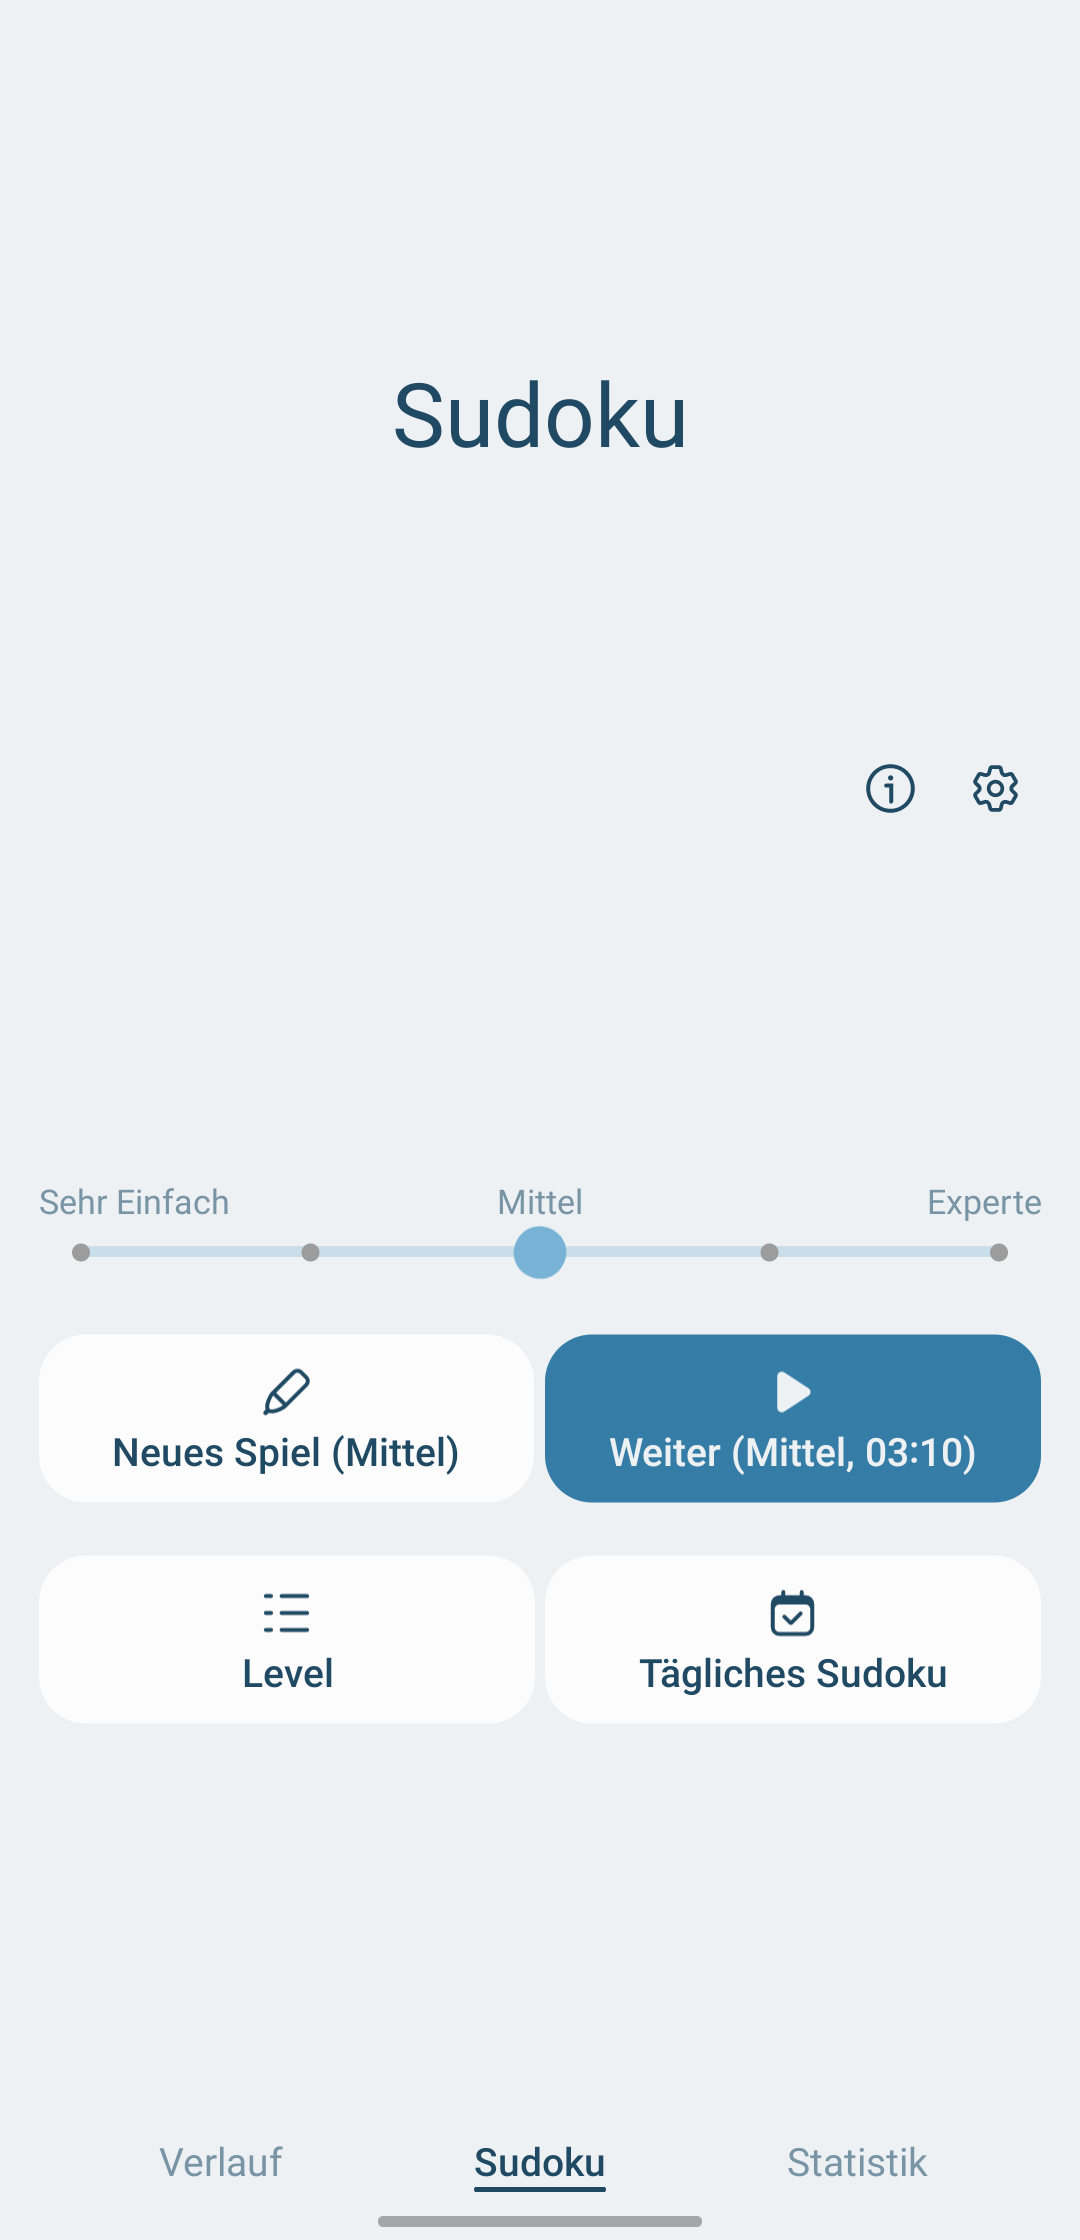 Sudoku
Sehr Einfach
Mittel
Experte
Neues Spiel (Mittel)
Weiter (Mittel, 03:10)
Level
Tägliches Sudoku
Verlauf
Sudoku
Statistik